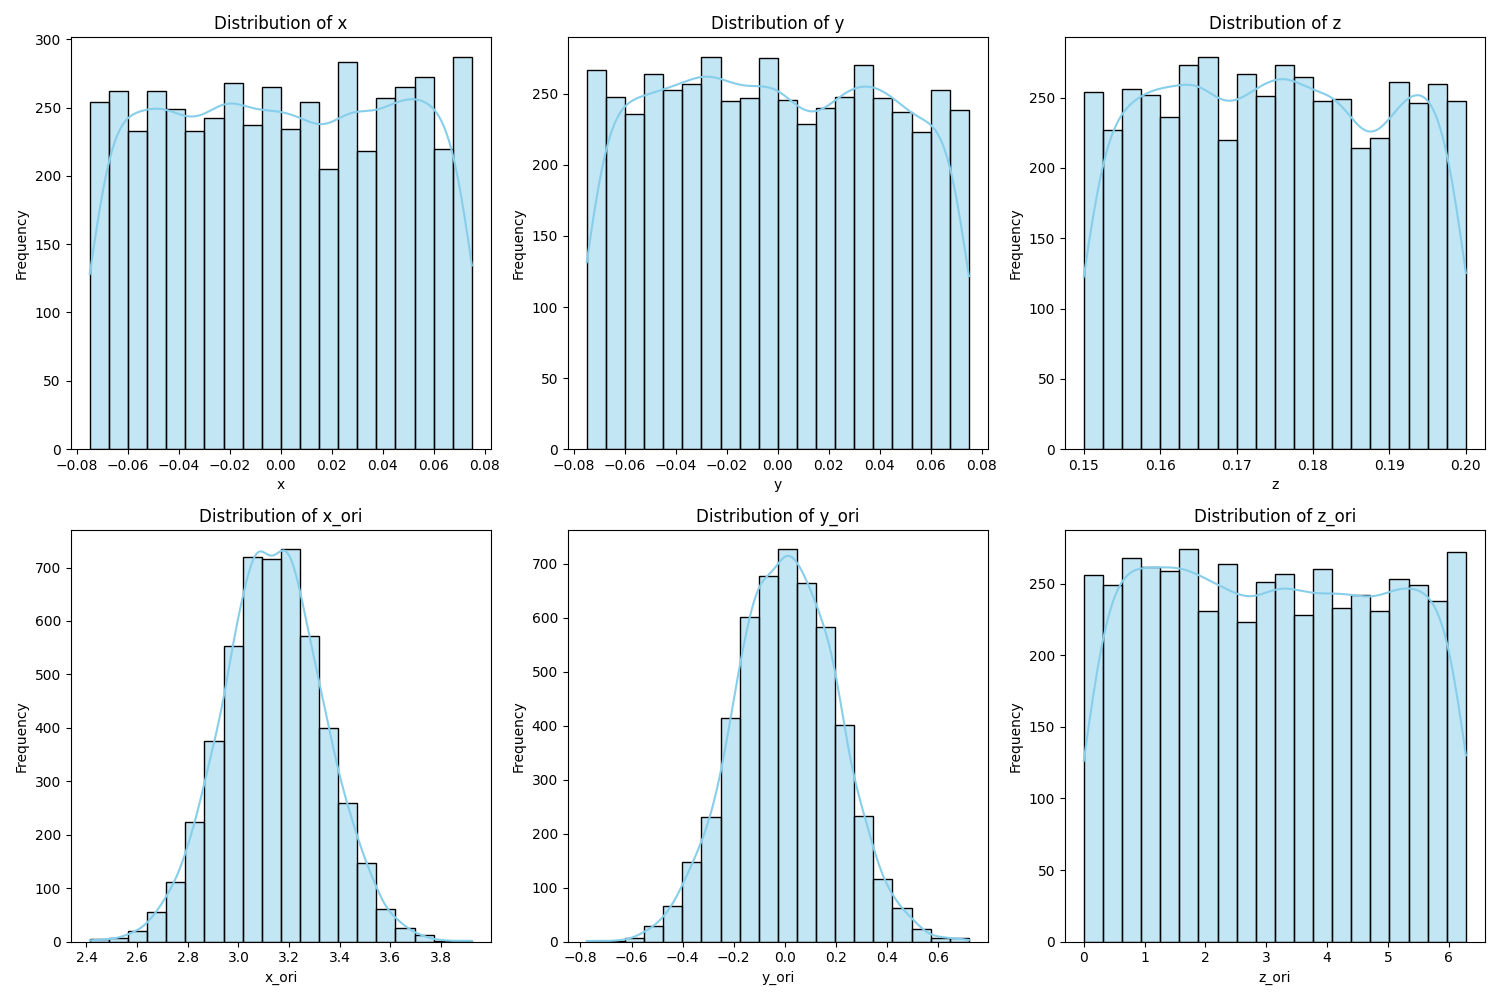 Distribution of x
Distribution of y
Distribution of z
300
250
200
150
100
50
0
Frequency
−0.08 −0.06 −0.04 −0.02 0.00 0.02 0.04 0.06 0.08
x
250
200
150
100
50
0
Frequency
−0.08 −0.06 −0.04 −0.02 0.00 0.02 0.04 0.06 0.08
y
250
200
150
100
50
0
Frequency
0.15 0.16 0.17 0.18 0.19 0.20
z
Distribution of x_ori
Distribution of y_ori
Distribution of z_ori
700
600
500
400
300
200
100
0
Frequency
2.4 2.6 2.8 3.0 3.2 3.4 3.6 3.8
x_ori
700
600
500
400
300
200
100
0
Frequency
−0.8 −0.6 −0.4 −0.2 0.0 0.2 0.4 0.6
y_ori
250
200
150
100
50
0
Frequency
0 1 2 3 4 5 6
z_ori